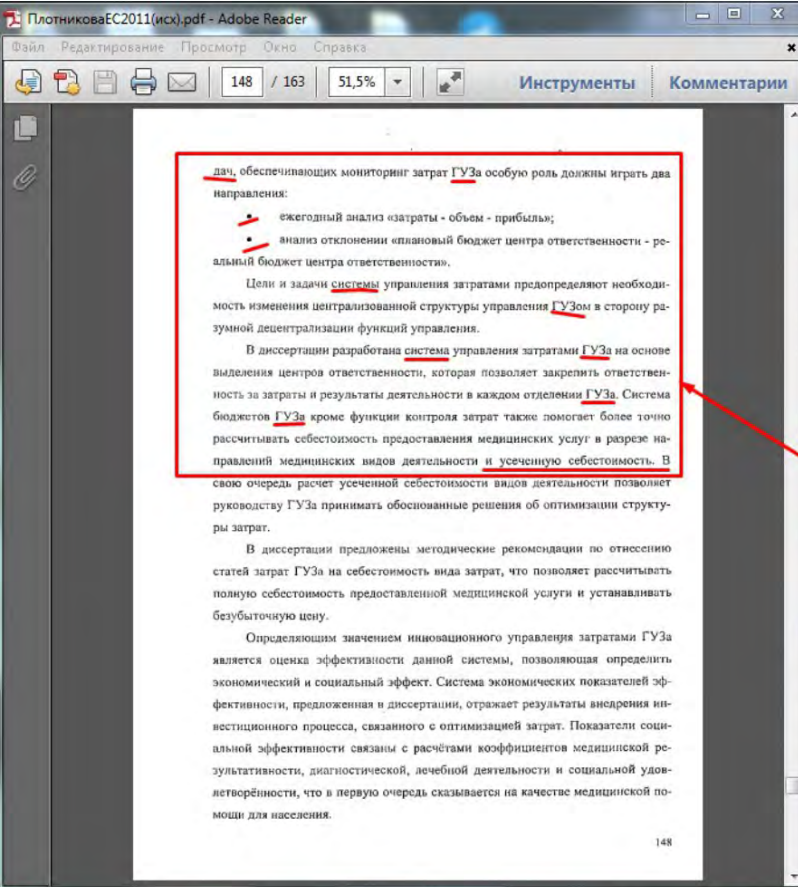 ПлотниковаЕС2011(исх).pdf - Adobe Reader
Файл Редактирование Просмотр Окно Справка
148 / 163 51,5% Инструменты Комментарии
дач, обеспечивающих мониторинг затрат ГУЗа особую роль должны играть два
направления:
• ежегодный анализ «затраты - объем - прибыль»;
• анализ отклонении «плановый бюджет центра ответственности - ре-
альный бюджет центра ответственности».
Цели и задачи системы управления затратами предопределяют необходи-
мость изменения централизованной структуры управления ГУЗом в сторону ра-
зумной децентрализации функций управления.
В диссертации разработана система управления затратами ГУЗа на основе
выделения центров ответственности, которая позволяет закрепить ответствен-
ность за затраты и результаты деятельности в каждом отделении ГУЗа. Система
бюджетов ГУЗа кроме функции контроля затрат также помогает более точно
рассчитывать себестоимость предоставления медицинских услуг в разрезе на-
правлений медицинских видов деятельности и усеченную себестоимость. В
свою очередь расчет усеченной себестоимости видов деятельности позволяет
руководству ГУЗа принимать обоснованные решения об оптимизации структу-
ры затрат.
В диссертации предложены методические рекомендации по отнесению
статей затрат ГУЗа на себестоимость вида затрат, что позволяет рассчитывать
полную себестоимость предоставленной медицинской услуги и устанавливать
безубыточную цену.
Определяющим значением инновационного управления затратами ГУЗа
является оценка эффективности данной системы, позволяющая определить
экономический и социальный эффект. Система экономических показателей эф-
фективности, предложенная в диссертации, отражает результаты внедрения ин-
вестиционного процесса, связанного с оптимизацией затрат. Показатели соци-
альной эффективности связаны с расчётами коэффициентов медицинской ре-
зультативности, диагностической, лечебной деятельности и социальной удов-
летворённости, что в первую очередь сказывается на качестве медицинской по-
мощи для населения.
148